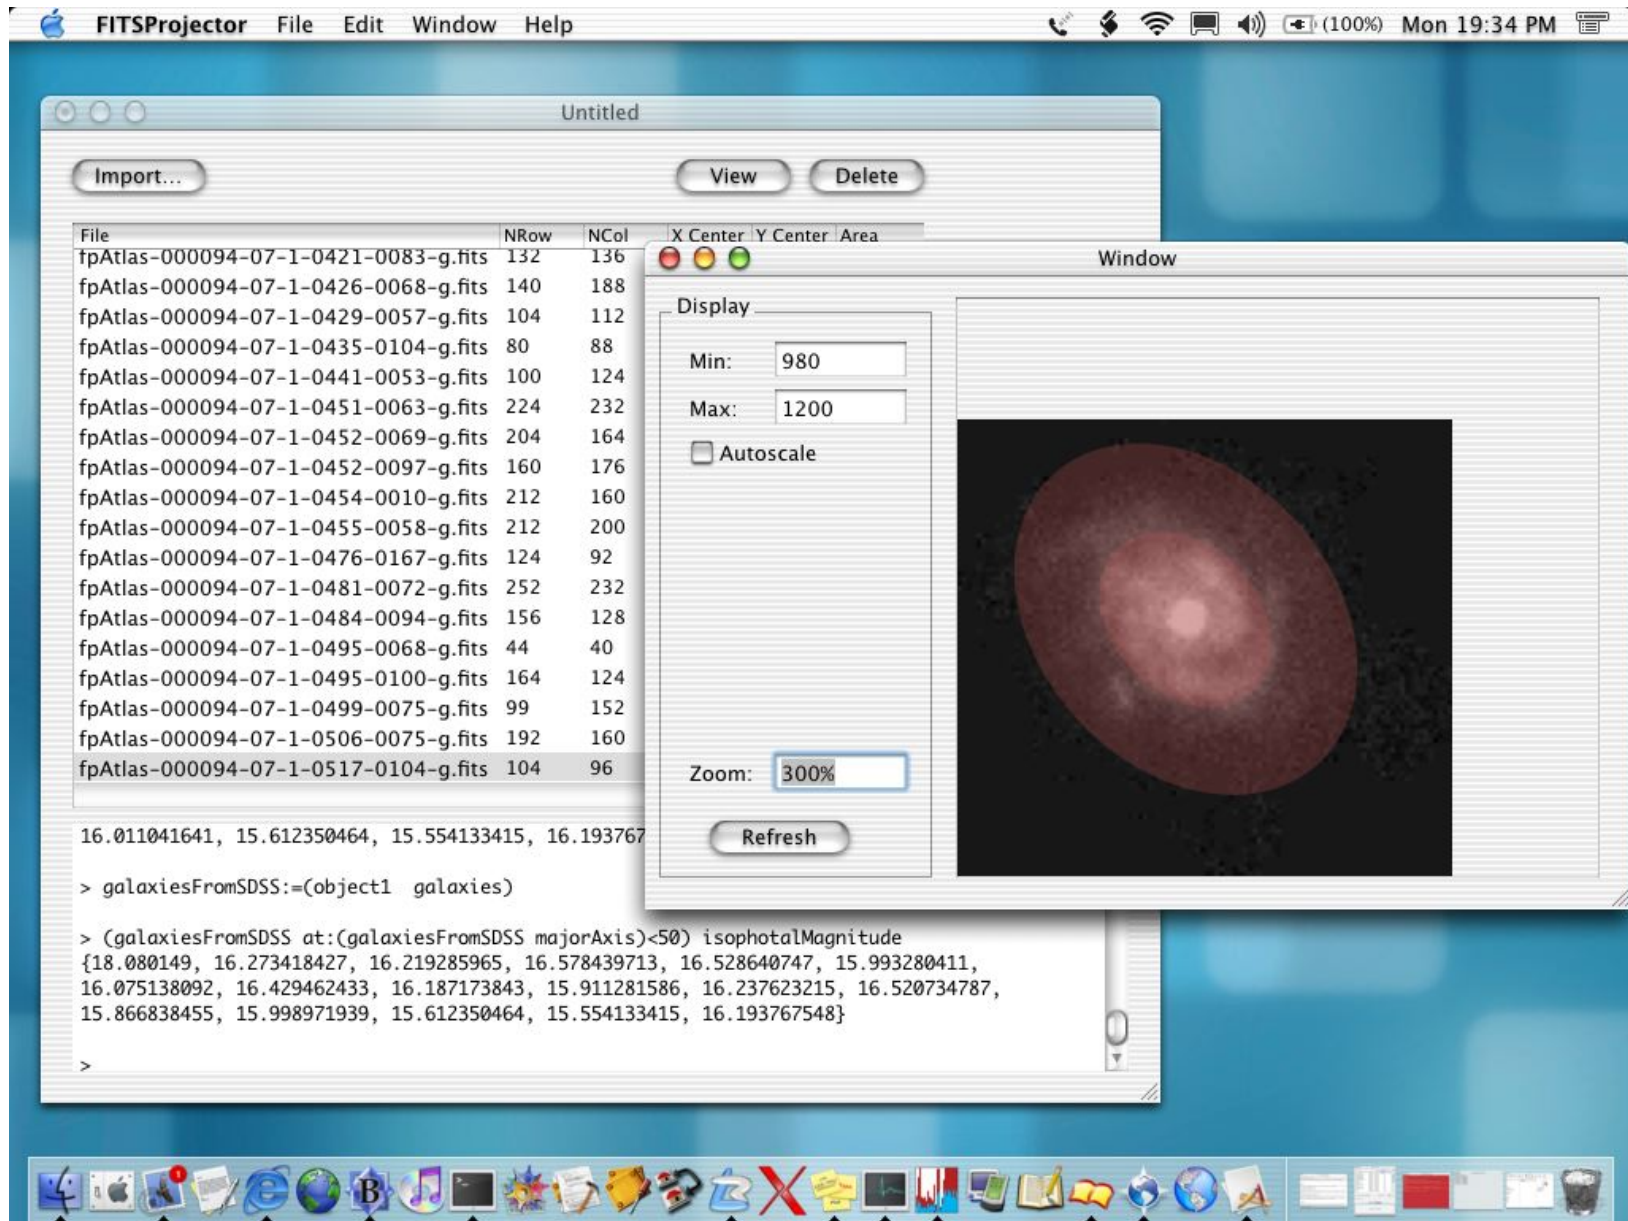 FITSProjector File Edit Window Help (100%) Mon 19:34 PM
Untitled
Import... View Delete
File NRow NCol X Center Y Center Area
fpAtlas-000094-07-1-0421-0083-g.fits 132 136
fpAtlas-000094-07-1-0426-0068-g.fits 140 188
fpAtlas-000094-07-1-0429-0057-g.fits 104 112
fpAtlas-000094-07-1-0435-0104-g.fits 80 88
fpAtlas-000094-07-1-0441-0053-g.fits 100 124
fpAtlas-000094-07-1-0451-0063-g.fits 224 232
fpAtlas-000094-07-1-0452-0069-g.fits 204 164
fpAtlas-000094-07-1-0452-0097-g.fits 160 176
fpAtlas-000094-07-1-0454-0010-g.fits 212 160
fpAtlas-000094-07-1-0455-0058-g.fits 212 200
fpAtlas-000094-07-1-0476-0167-g.fits 124 92
fpAtlas-000094-07-1-0481-0072-g.fits 252 232
fpAtlas-000094-07-1-0484-0094-g.fits 156 128
fpAtlas-000094-07-1-0495-0068-g.fits 44 40
fpAtlas-000094-07-1-0495-0100-g.fits 164 124
fpAtlas-000094-07-1-0499-0075-g.fits 99 152
fpAtlas-000094-07-1-0506-0075-g.fits 192 160
fpAtlas-000094-07-1-0517-0104-g.fits 104 96
16.011041641, 15.612350464, 15.554133415, 16.193767
> galaxiesFromSDSS:=(object1 galaxies)
> (galaxiesFromSDSS at:(galaxiesFromSDSS majorAxis)<50) isophotalMagnitude
{18.080149, 16.273418427, 16.219285965, 16.578439713, 16.528640747, 15.993280411,
16.075138092, 16.429462433, 16.187173843, 15.911281586, 16.237623215, 16.520734787,
15.866838455, 15.998971939, 15.612350464, 15.554133415, 16.193767548}
>
Window
Display
Min: 980
Max: 1200
Autoscale
Zoom: 300%
Refresh